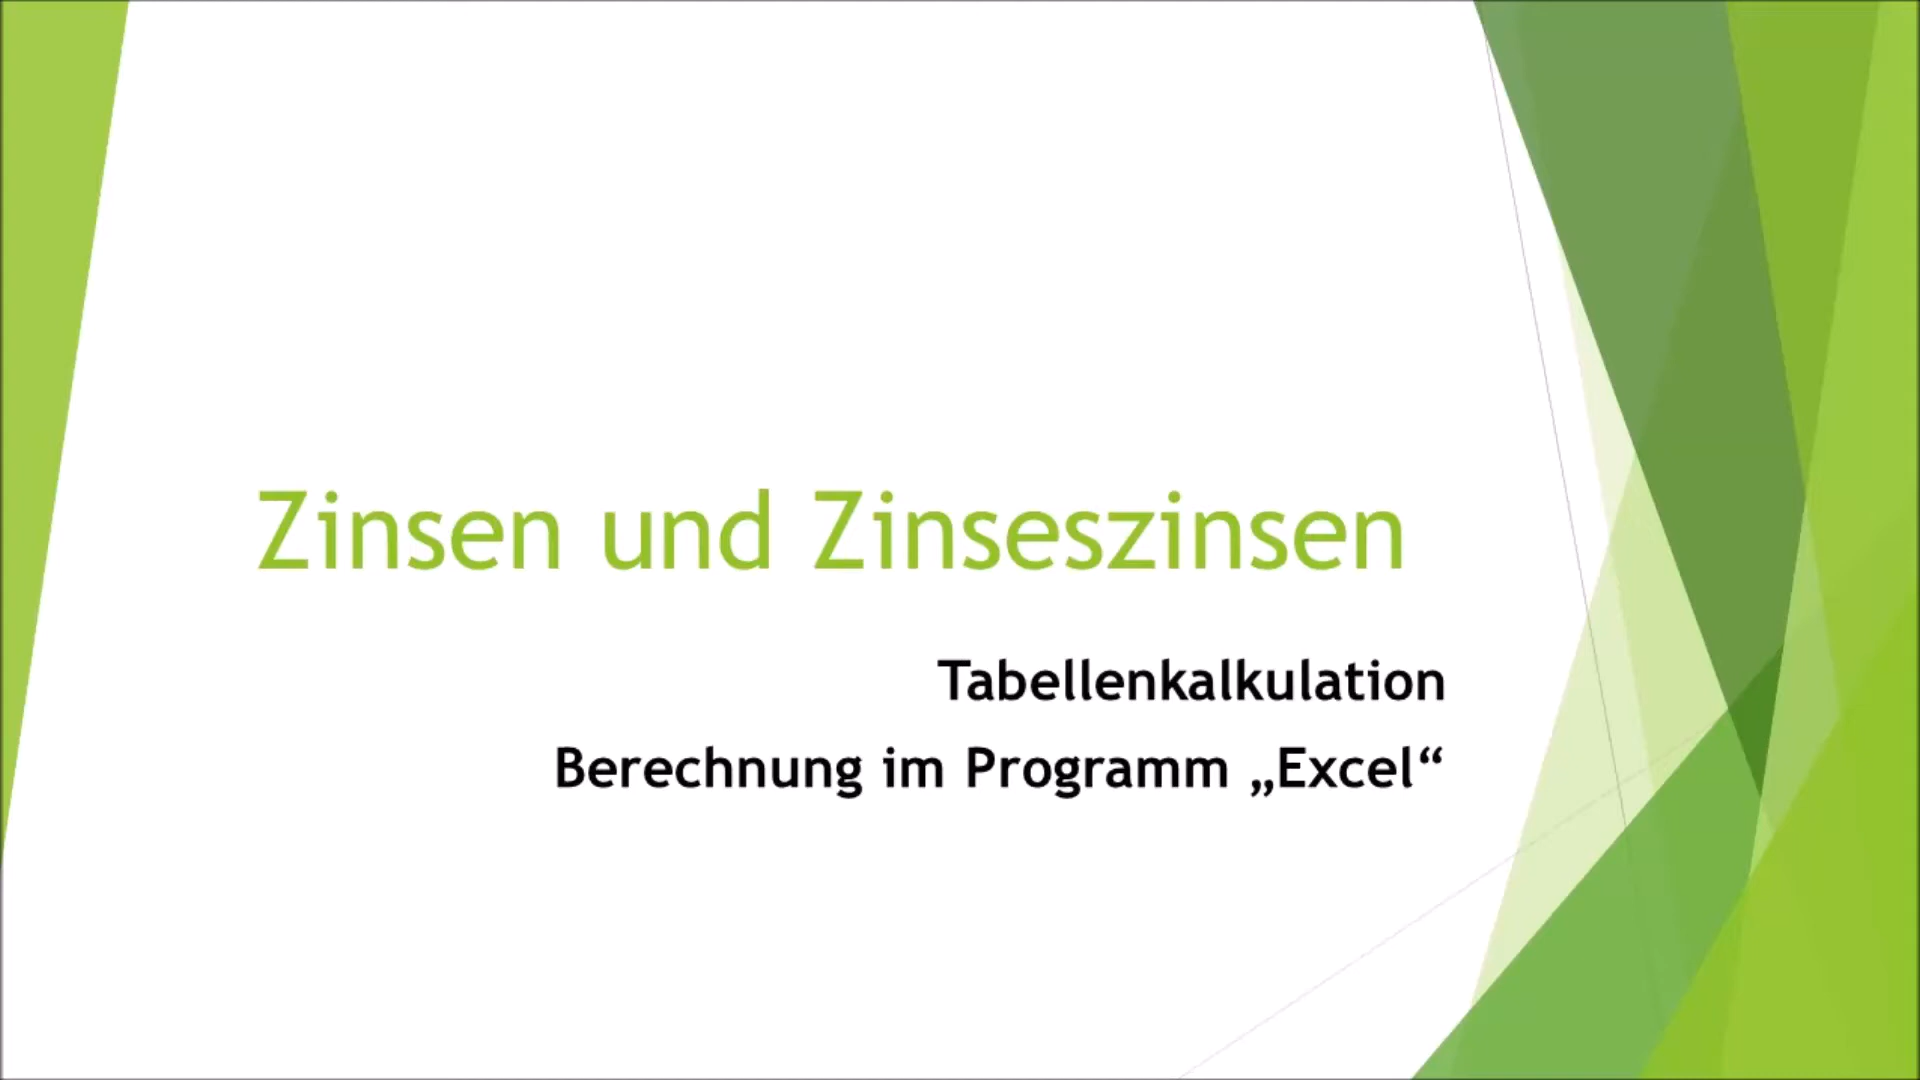 Zinsen und Zinseszinsen
Tabellenkalkulation
Berechnung im Programm „Excel“